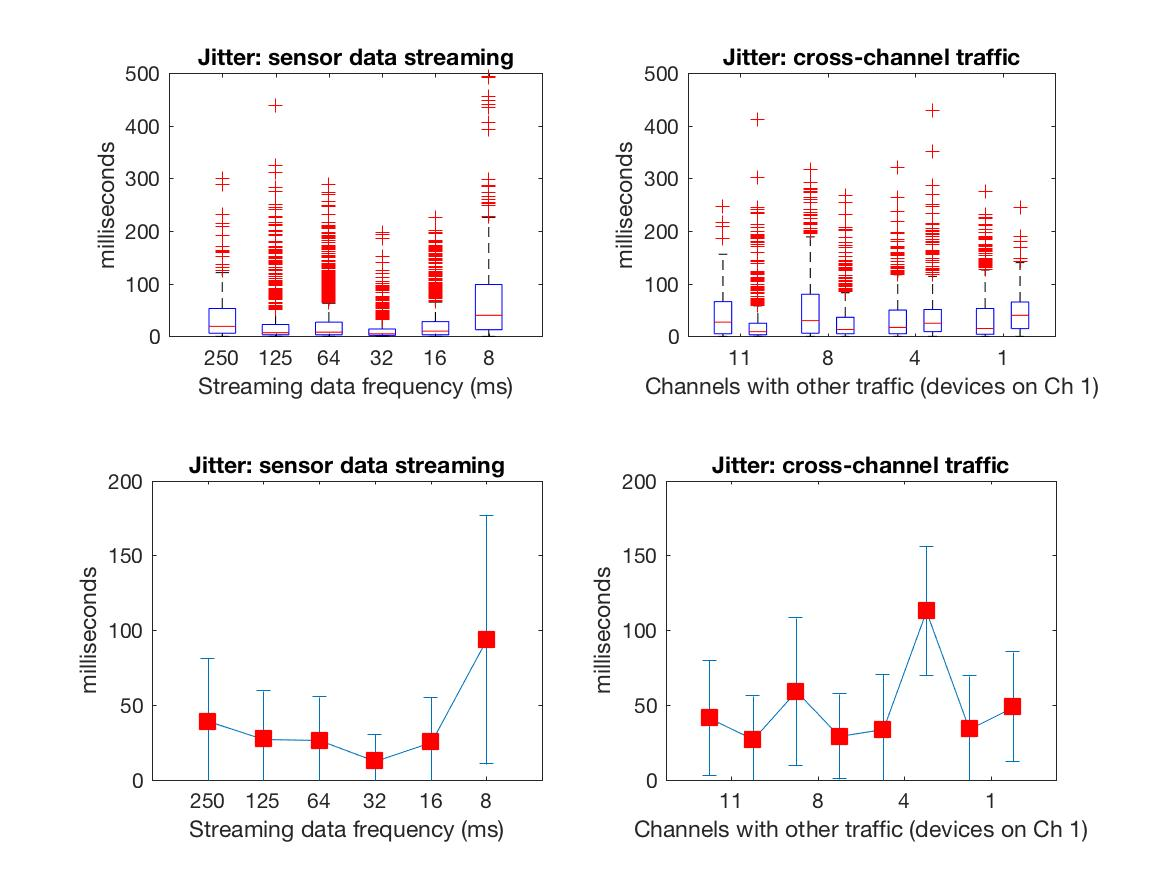 Jitter: sensor data streaming
500
400
300
200
100
0
milliseconds
250 125 64 32 16 8
Streaming data frequency (ms)
Jitter: cross-channel traffic
500
400
300
200
100
0
milliseconds
11 8 4 1
Channels with other traffic (devices on Ch 1)
Jitter: sensor data streaming
200
150
100
50
0
milliseconds
250 125 64 32 16 8
Streaming data frequency (ms)
Jitter: cross-channel traffic
200
150
100
50
0
milliseconds
11 8 4 1
Channels with other traffic (devices on Ch 1)